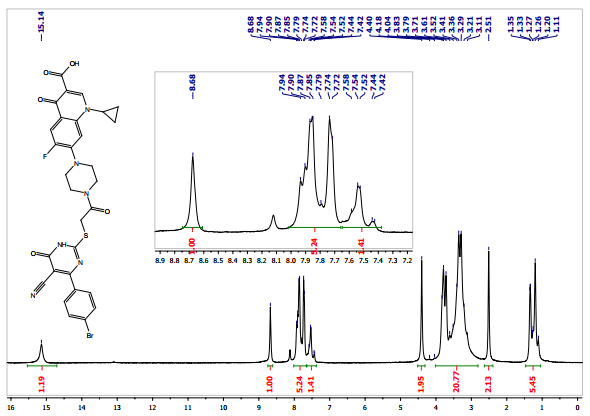 15.14
8.68 7.94 7.90 7.87 7.85 7.79 7.74 7.72 7.58 7.54 7.52 7.44 7.42 4.40 4.18 4.04 3.83 3.79 3.71 3.61 3.52 3.41 3.36 3.29 3.21 3.11 2.51 1.35 1.33 1.27 1.26 1.20 1.11
O OH
O
N
F
N
N
O
S
NH
O
N
N
Br
8.68 7.94 7.90 7.87 7.85 7.79 7.74 7.72 7.58 7.54 7.52 7.44 7.42
1.00 5.24 1.41
8.9 8.8 8.7 8.6 8.5 8.4 8.3 8.2 8.1 8.0 7.9 7.8 7.7 7.6 7.5 7.4 7.3 7.2
1.19 1.00 5.24 1.41 1.95 20.77 2.13 5.45
16 15 14 13 12 11 10 9 8 7 6 5 4 3 2 1 0